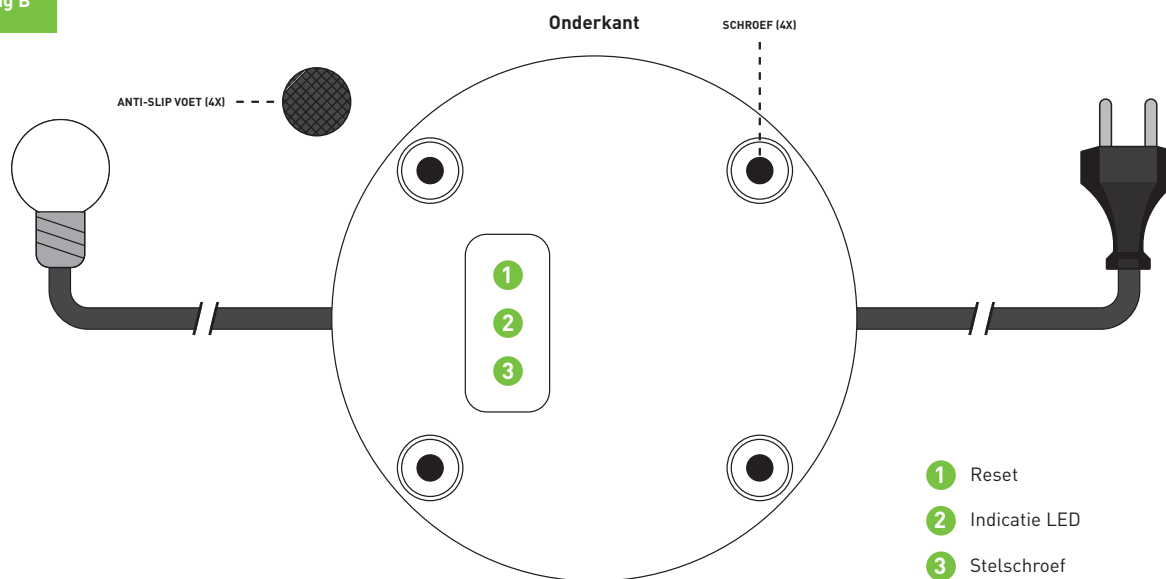 B
Onderkant
SCHROEF (4X)
ANTI-SLIP VOET (4X)
1
2
3
1 Reset
2 Indicatie LED
3 Stelschroef